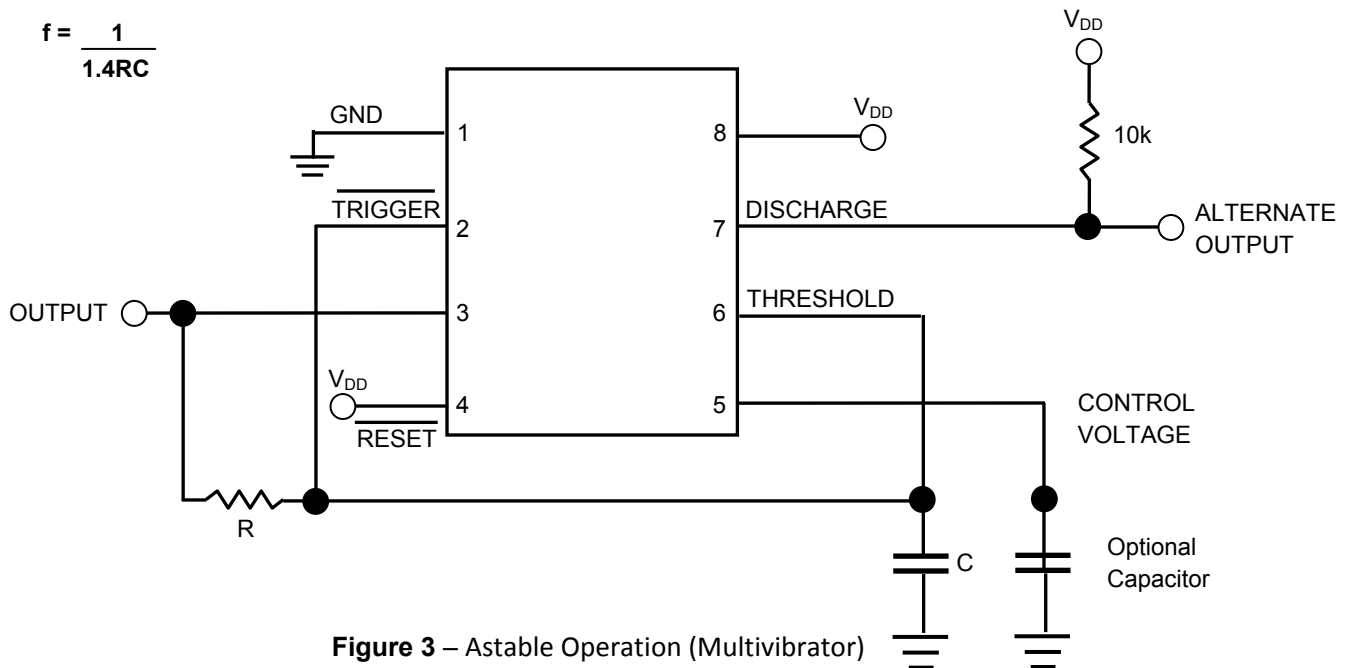 f = 1
1.4RC
V_DD
GND
1
8
V_DD
10k
TRIGGER
2
7
DISCHARGE
ALTERNATE
OUTPUT
OUTPUT
3
6
THRESHOLD
V_DD
4
5
RESET
CONTROL
VOLTAGE
R
C
Optional
Capacitor
Figure 3 – Astable Operation (Multivibrator)